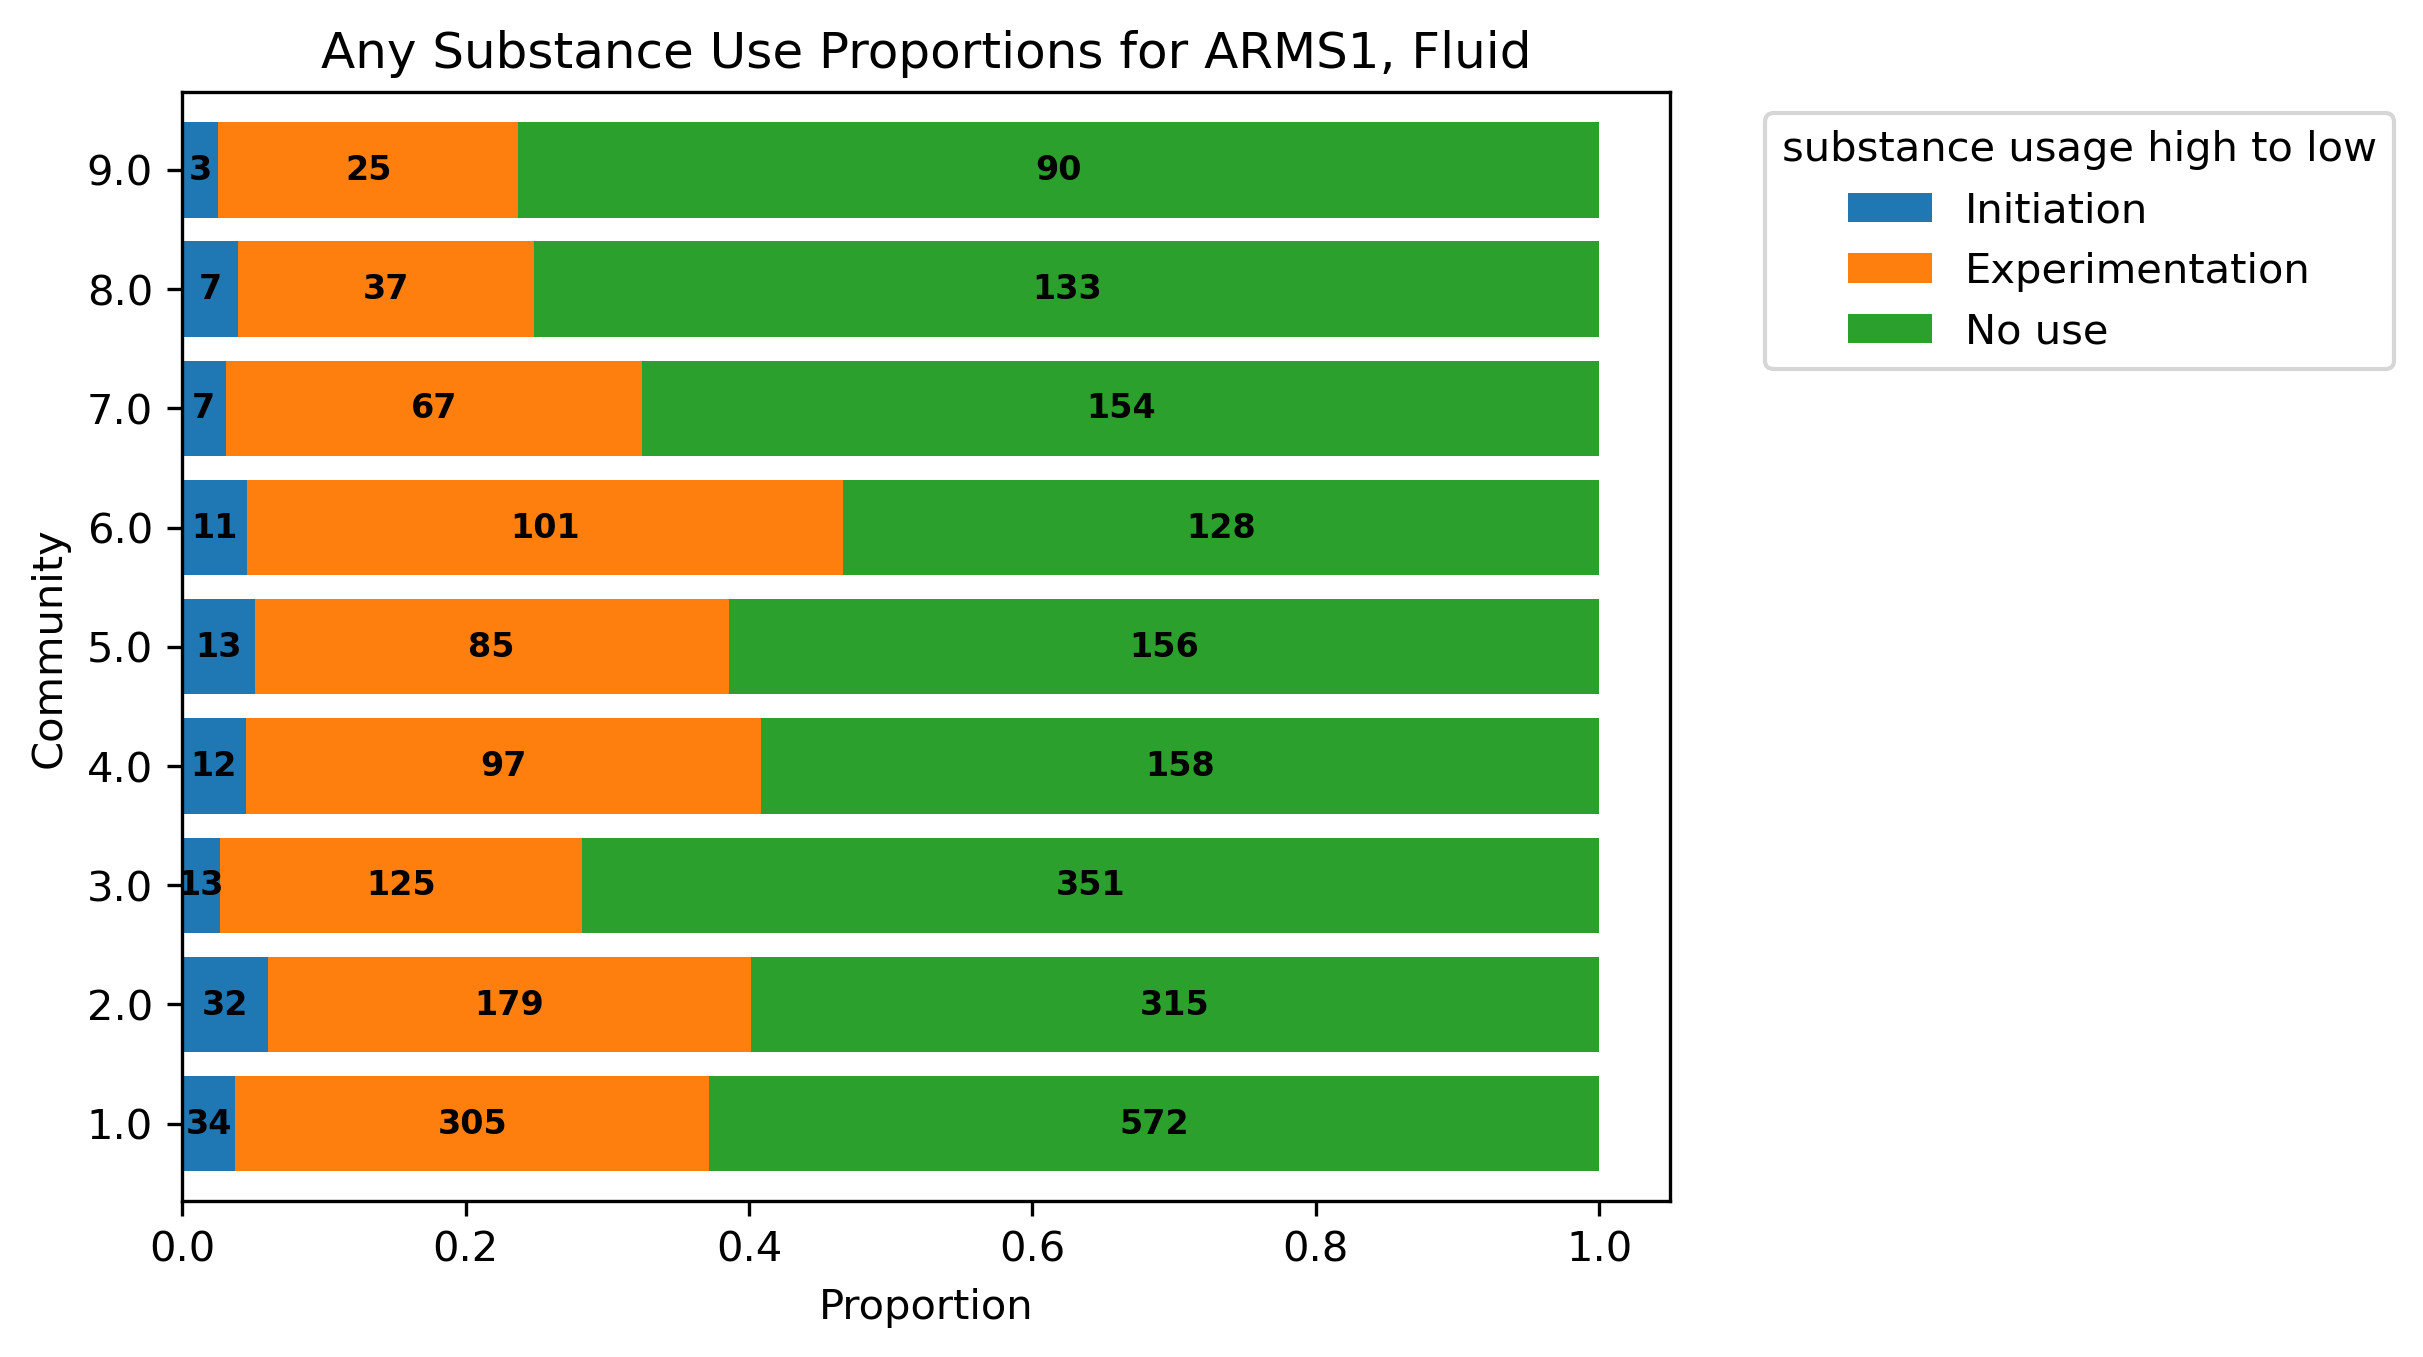 Any Substance Use Proportions for ARMS1, Fluid
substance usage high to low
Initiation
Experimentation
No use
Community
9.0 3 25 90
8.0 7 37 133
7.0 7 67 154
6.0 11 101 128
5.0 13 85 156
4.0 12 97 158
3.0 13 125 351
2.0 32 179 315
1.0 34 305 572
0.0 0.2 0.4 0.6 0.8 1.0
Proportion